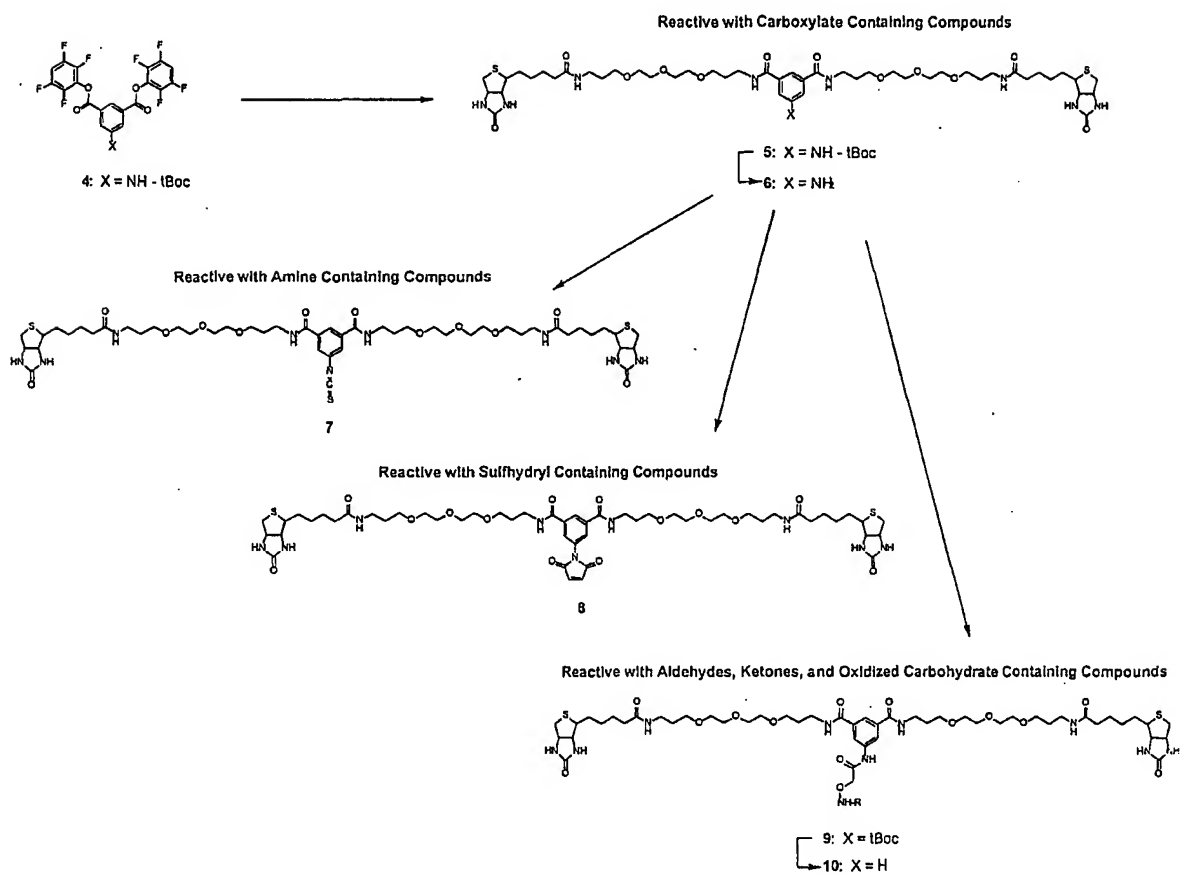 Reactive with Carboxylate Containing Compounds
4: X = NH - tBoc
5: X = NH - tBoc
6: X = NH2
Reactive with Amine Containing Compounds
7
Reactive with Sulfhydryl Containing Compounds
8
Reactive with Aldehydes, Ketones, and Oxidized Carbohydrate Containing Compounds
9: X = tBoc
10: X = H